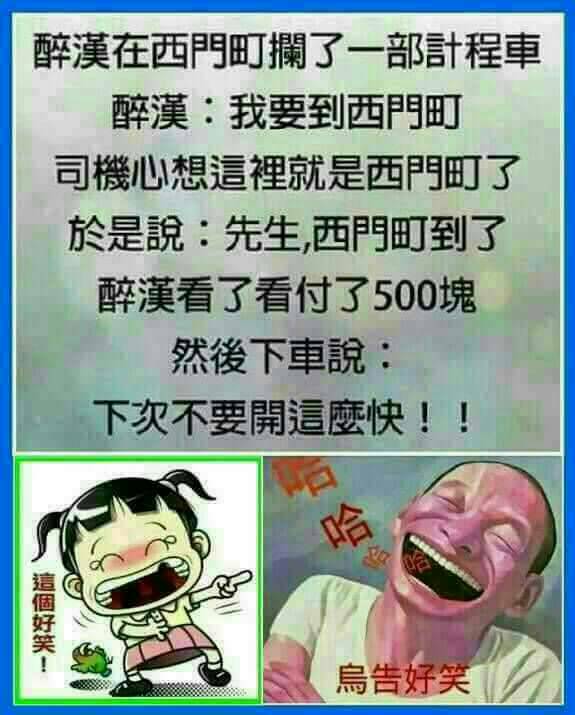 醉漢在西門町攔了一部計程車
醉漢：我要到西門町
司機心想這裡就是西門町了
於是說：先生,西門町到了
醉漢看了看付了500塊
然後下車說：
下次不要開這麼快！！
這個好笑！
哈
哈
哈
哈
烏告好笑